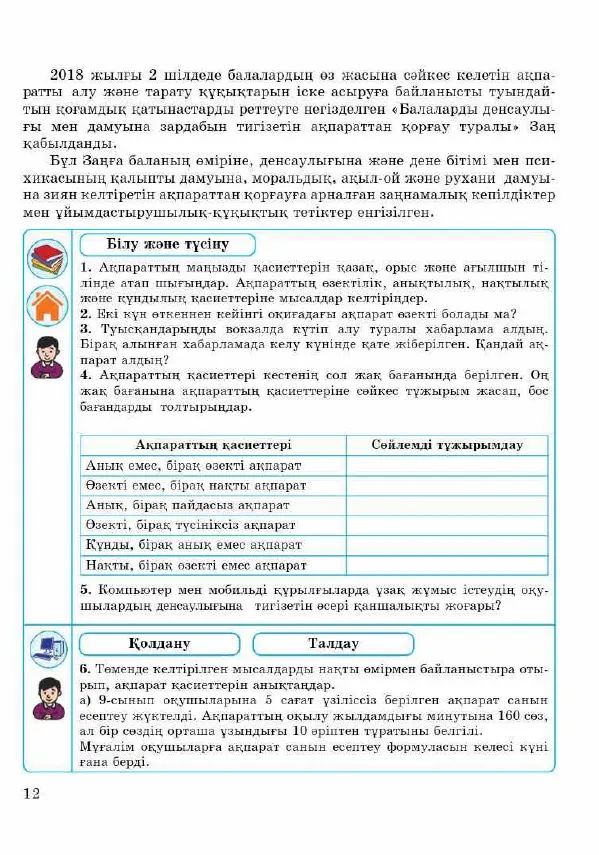 2018 жылғы 2 шілдеде балалардың өз жасына сәйкес келетін ақпа-
ратты алу және тарату құқықтарын іске асыруға байланысты туындай-
тын қоғамдық қатынастарды реттеуге негізделген «Балаларды денсаулы-
ғы мен дамуына зардабын тигізетін ақпараттан қорғау туралы» Заң
қабылданды.
Бұл Заңға баланың өміріне, денсаулығына және дене бітімі мен пси-
хикасының қалыпты дамуына, моральдық, ақыл-ой және рухани дамуы-
на зиян келтіретін ақпараттан қорғауға арналған заңнамалық кепілдіктер
мен ұйымдастырушылық-құқықтық тетіктер енгізілген.
Білу және түсіну
1. Ақпараттың маңызды қасиеттерін қазақ, орыс және ағылшын ті-
лінде атап шығыңдар. Ақпараттың өзектілік, анықтылық, нақтылық
және құндылық қасиеттеріне мысалдар келтіріңдер.
2. Екі күн өткеннен кейінгі оқиғадағы ақпарат өзекті болады ма?
3. Туысқандарыңды вокзалда күтіп алу туралы хабарлама алдың.
Бірақ алынған хабарламада келу күнінде қате жіберілген. Қандай ақ-
парат алдың?
4. Ақпараттың қасиеттері кестенің сол жақ бағанында берілген. Оң
жақ бағанына ақпараттың қасиеттеріне сәйкес тұжырым жасап, бос
бағандарды толтырыңдар.
Ақпараттың қасиеттері Сөйлемді тұжырымдау
Анық емес, бірақ өзекті ақпарат
Өзекті емес, бірақ нақты ақпарат
Анық, бірақ пайдасыз ақпарат
Өзекті, бірақ түсініксіз ақпарат
Құнды, бірақ анық емес ақпарат
Нақты, бірақ өзекті емес ақпарат
5. Компьютер мен мобильді құрылғыларда ұзақ жұмыс істеудің оқу-
шылардың денсаулығына тигізетін әсері қаншалықты жоғары?
Қолдану Талдау
6. Төменде келтірілген мысалдарды нақты өмірмен байланыстыра оты-
рып, ақпарат қасиеттерін анықтаңдар.
а) 9-сынып оқушыларына 5 сағат үзіліссіз берілген ақпарат санын
есептеу жүктелді. Ақпараттың оқылу жылдамдығы минутына 160 сөз,
ал бір сөздің орташа ұзындығы 10 әріптен тұратыны белгілі.
Мұғалім оқушыларға ақпарат санын есептеу формуласын келесі күні
ғана берді.
12